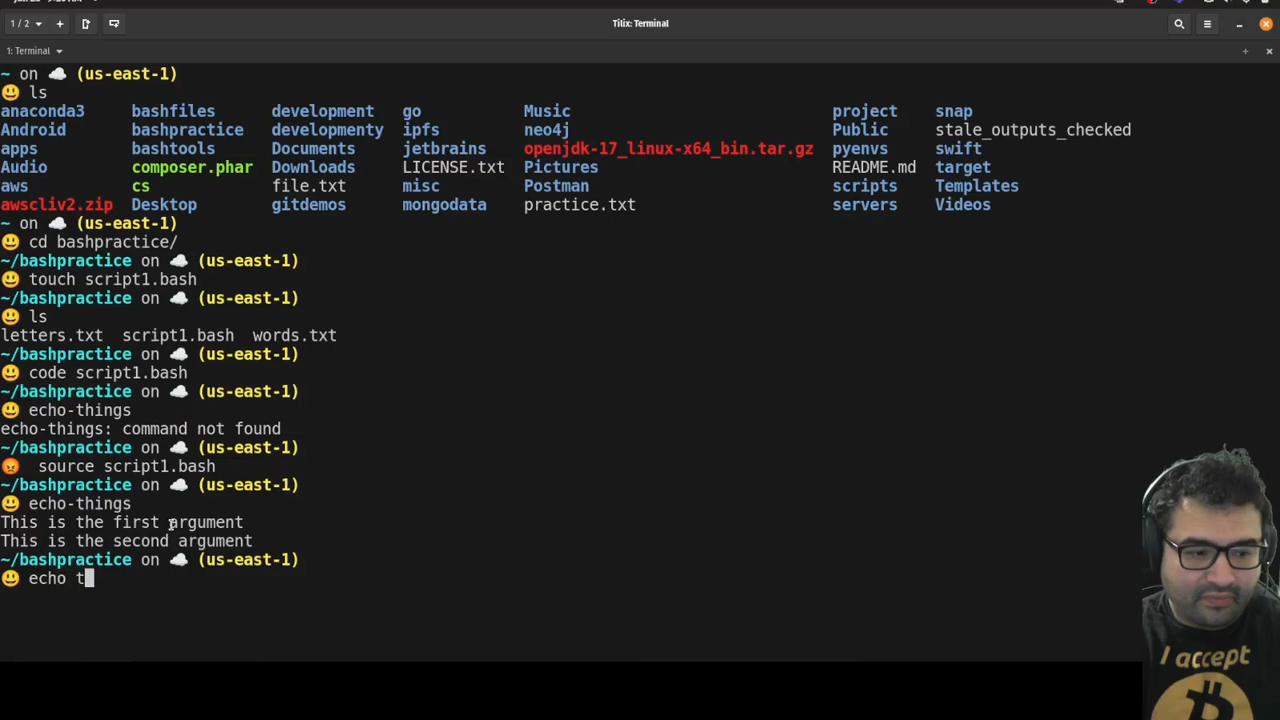 1 / 2
Tilix: Terminal
1: Terminal
~ on ☁️ (us-east-1)
😃 ls
anaconda3 bashfiles development go Music project snap
Android bashpractice developmenty ipfs neo4j Public stale_outputs_checked
apps bashtools Documents jetbrains openjdk-17_linux-x64_bin.tar.gz pyenvs swift
Audio composer.phar Downloads LICENSE.txt Pictures README.md target
aws cs file.txt misc Postman scripts Templates
awscliv2.zip Desktop gitdemos mongodata practice.txt servers Videos
~ on ☁️ (us-east-1)
😃 cd bashpractice/
~/bashpractice on ☁️ (us-east-1)
😃 touch script1.bash
~/bashpractice on ☁️ (us-east-1)
😃 ls
letters.txt script1.bash words.txt
~/bashpractice on ☁️ (us-east-1)
😃 code script1.bash
~/bashpractice on ☁️ (us-east-1)
😃 echo-things
echo-things: command not found
~/bashpractice on ☁️ (us-east-1)
😡 source script1.bash
~/bashpractice on ☁️ (us-east-1)
😃 echo-things
This is the first argument
This is the second argument
~/bashpractice on ☁️ (us-east-1)
😃 echo t
I accept